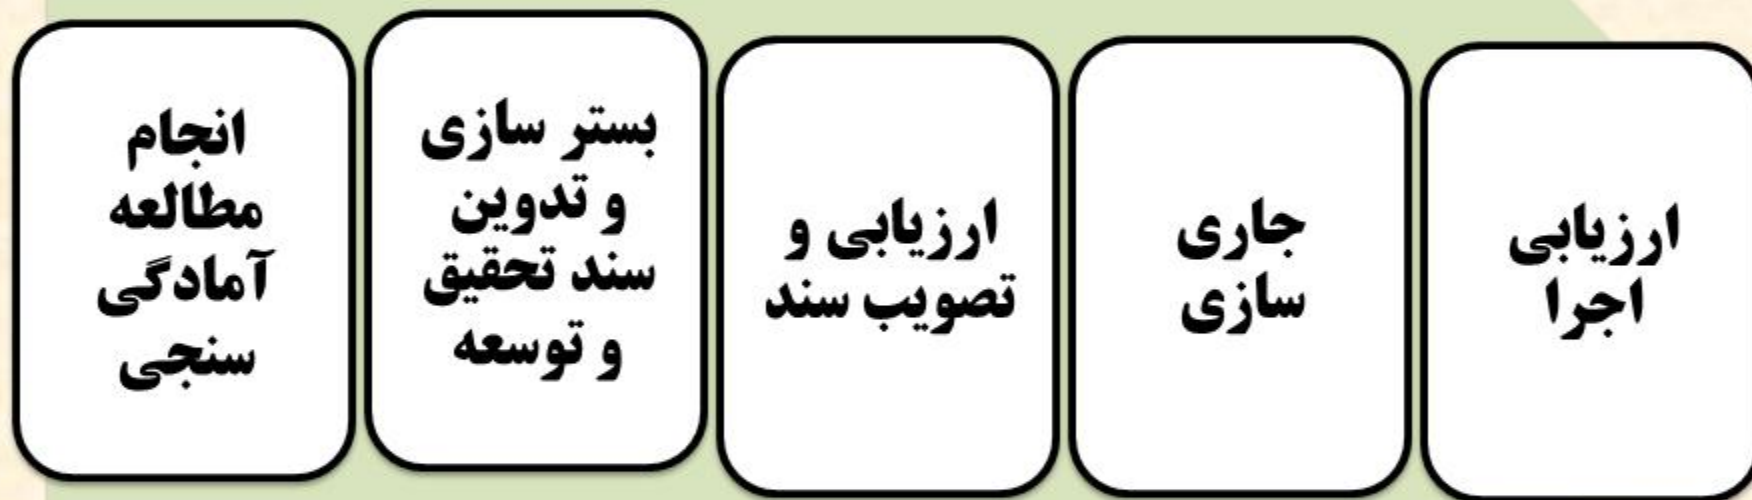 انجام
مطالعه
آمادگی
سنجی
بستر سازی
و تدوین
سند تحقیق
و توسعه
ارزیابی و
تصویب سند
جاری
سازی
ارزیابی
اجرا